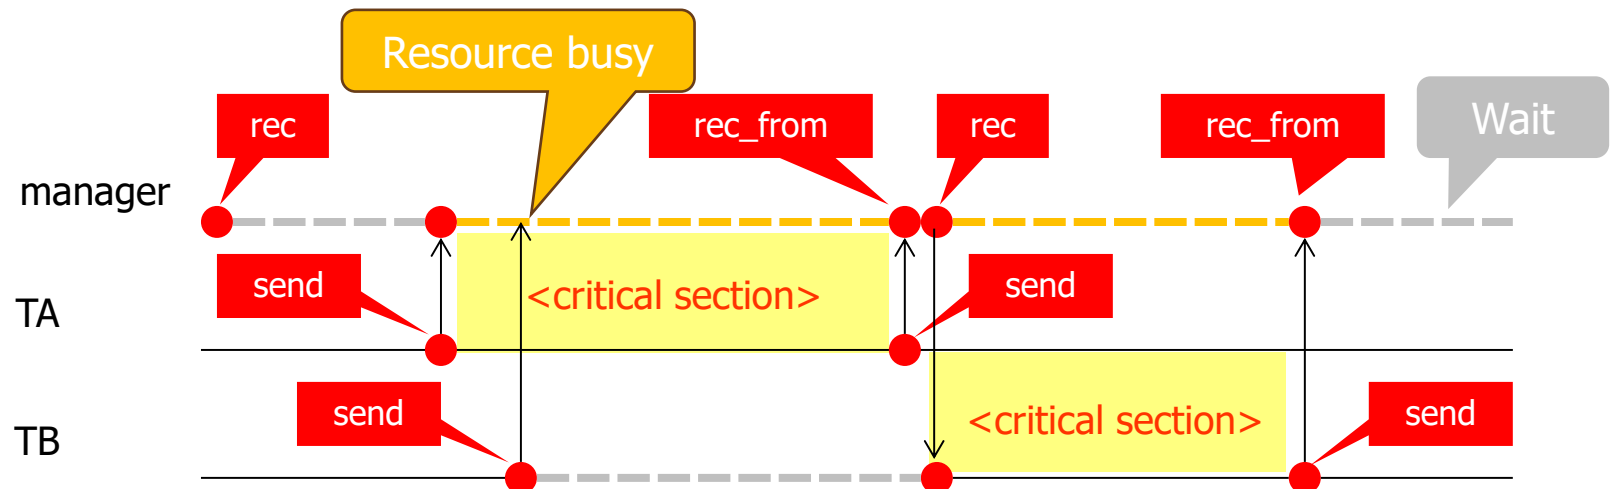 Resource busy
rec
rec_from
rec
rec_from
Wait
manager
send
<critical section>
send
TA
send
<critical section>
send
TB